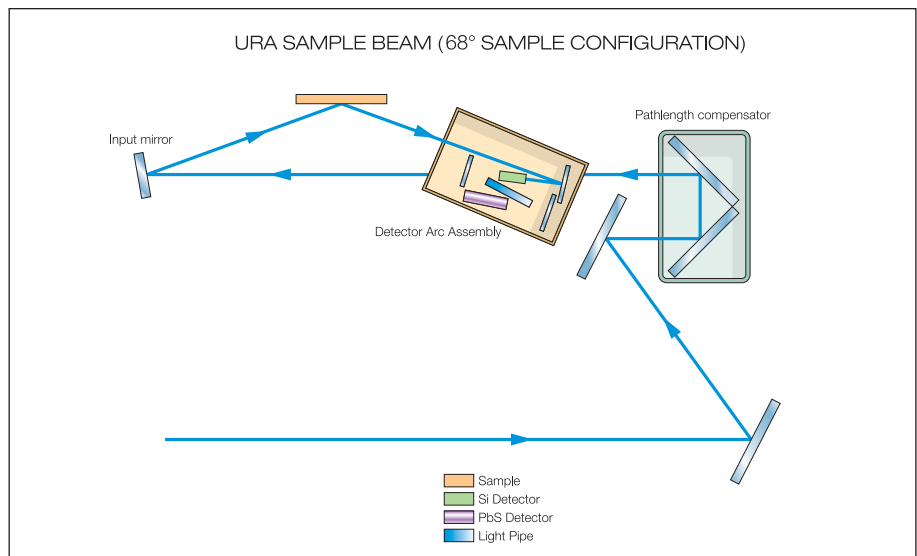 URA SAMPLE BEAM (68° SAMPLE CONFIGURATION)
Pathlength compensator
Input mirror
Detector Arc Assembly
Sample
Si Detector
PbS Detector
Light Pipe